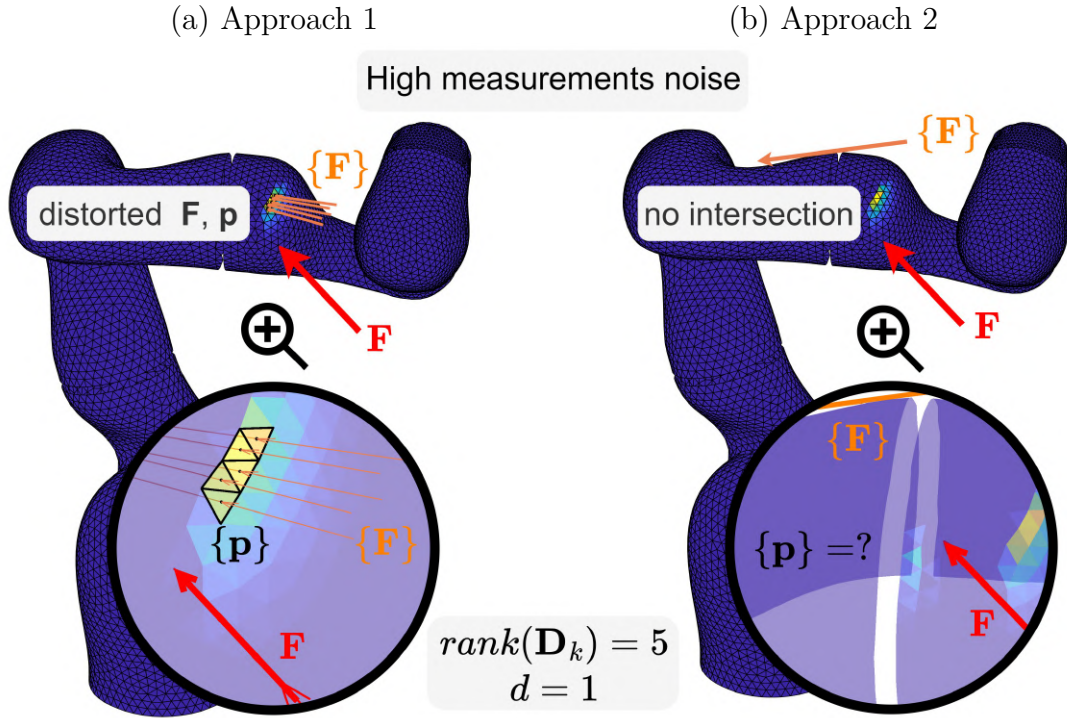 (a) Approach 1
(b) Approach 2
High measurements noise
{F}
distorted F, p
F
{p}
{F}
F
{F}
no intersection
F
{F}
{p} =?
F
rank(D_k) = 5
d = 1